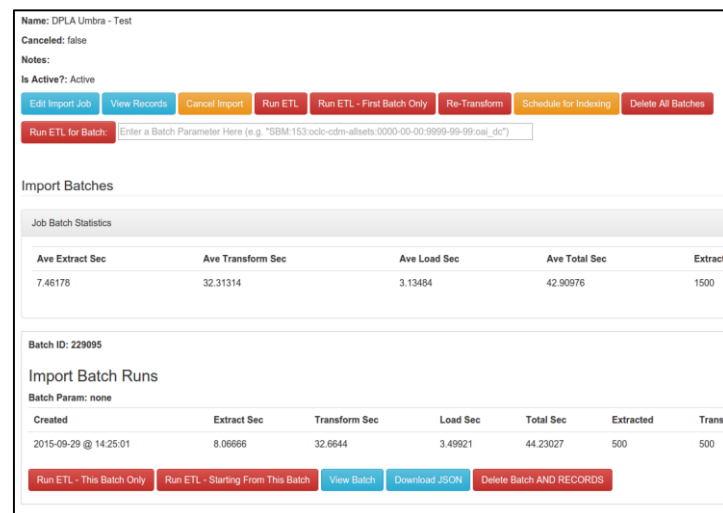 Name: DPLA Umbra - Test
Canceled: false
Notes:
Is Active?: Active
Edit Import Job View Records Cancel Import Run ETL Run ETL - First Batch Only Re-Transform Schedule for Indexing Delete All Batches
Run ETL for Batch: Enter a Batch Parameter Here (e.g. "SBM:153:oclc-cdm-allsets:0000-00-00:9999-99-99:oai_dc")
Import Batches
Job Batch Statistics
Ave Extract Sec Ave Transform Sec Ave Load Sec Ave Total Sec Extract
7.46178 32.31314 3.13484 42.90976 1500
Batch ID: 229095
Import Batch Runs
Batch Param: none
Created Extract Sec Transform Sec Load Sec Total Sec Extracted Trans
2015-09-29 @ 14:25:01 8.06666 32.6644 3.49921 44.23027 500 500
Run ETL - This Batch Only Run ETL - Starting From This Batch View Batch Download JSON Delete Batch AND RECORDS